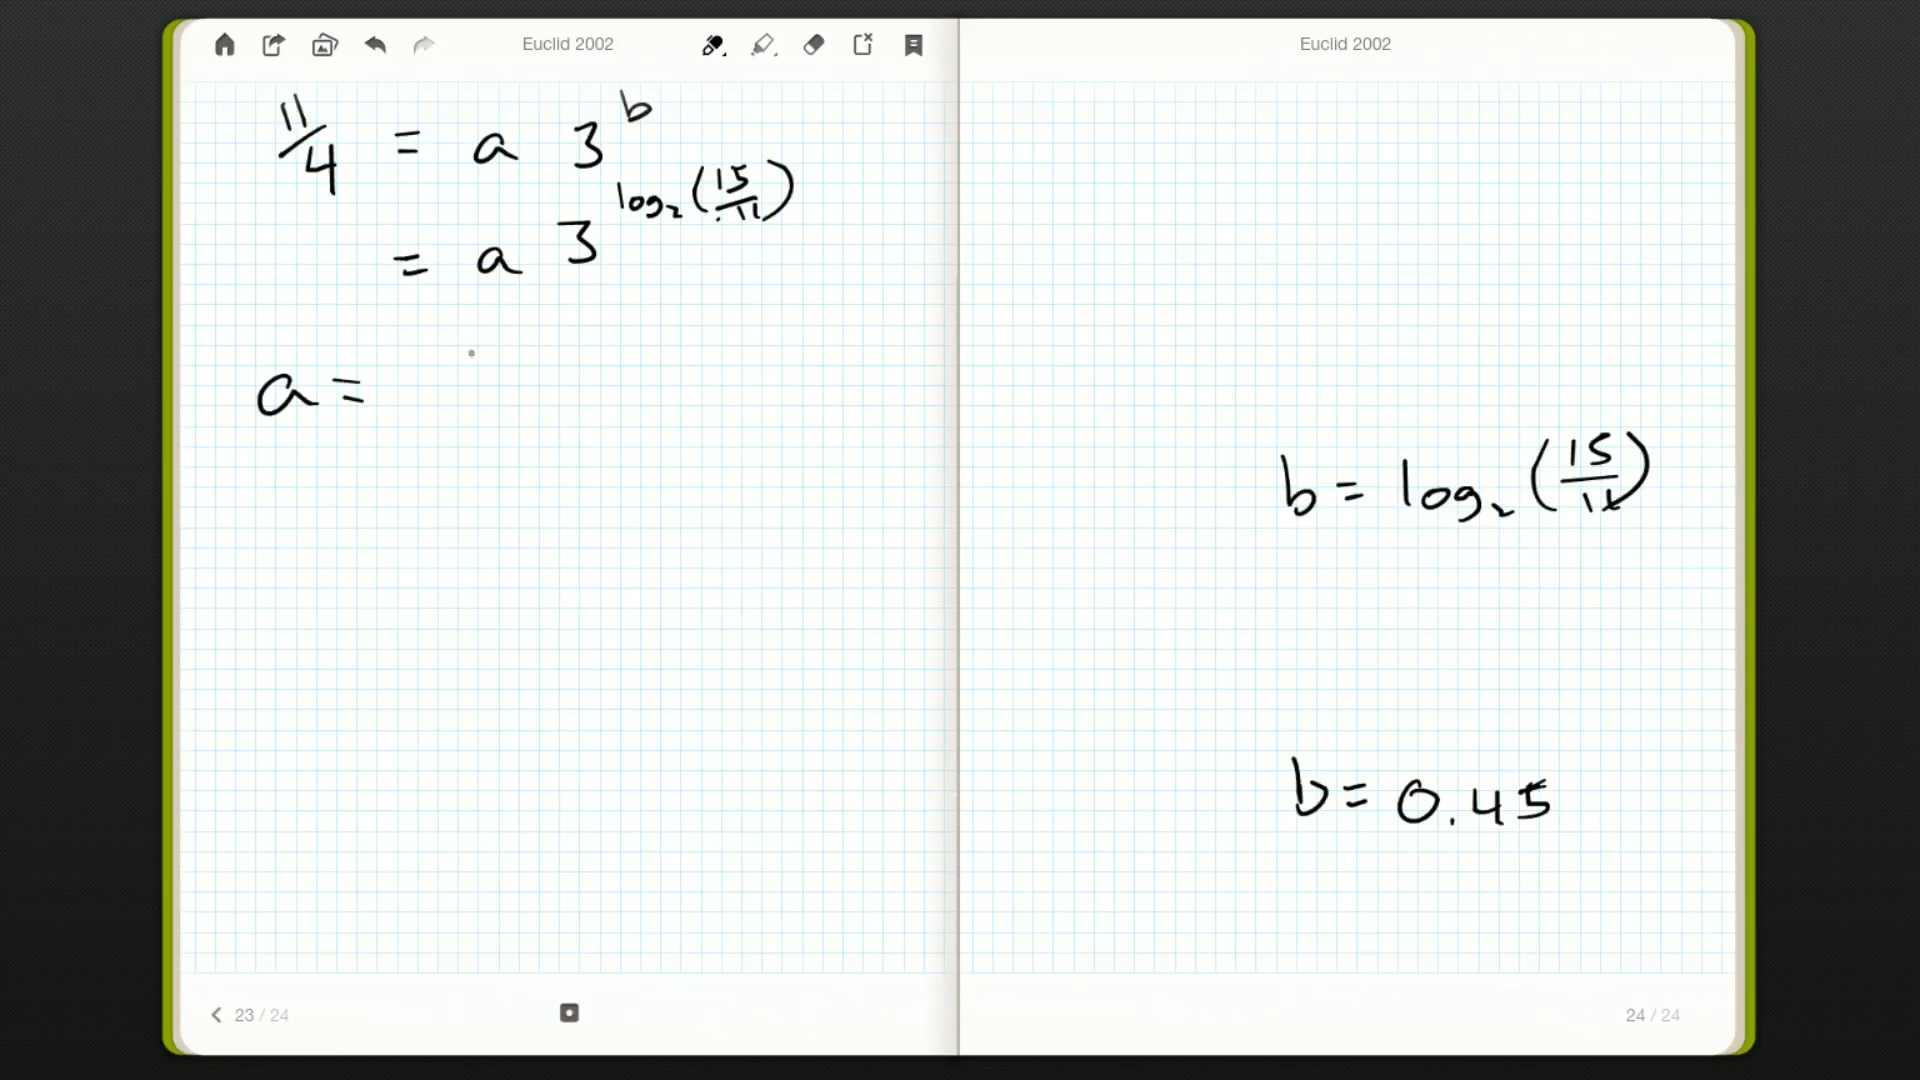 Euclid 2002
11/4 = a 3^b
= a 3^log₂(15/11)
a =
23 / 24
Euclid 2002
b = log₂(15/11)
b = 0.45
24 / 24